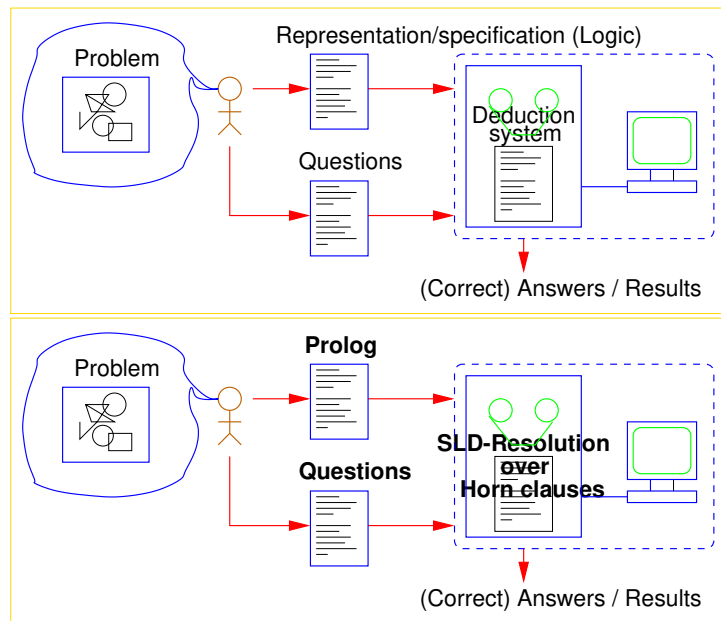 Representation/specification (Logic)
Problem
Deduction
system
Questions
(Correct) Answers / Results
Prolog
Problem
SLD-Resolution
over
Horn clauses
Questions
(Correct) Answers / Results